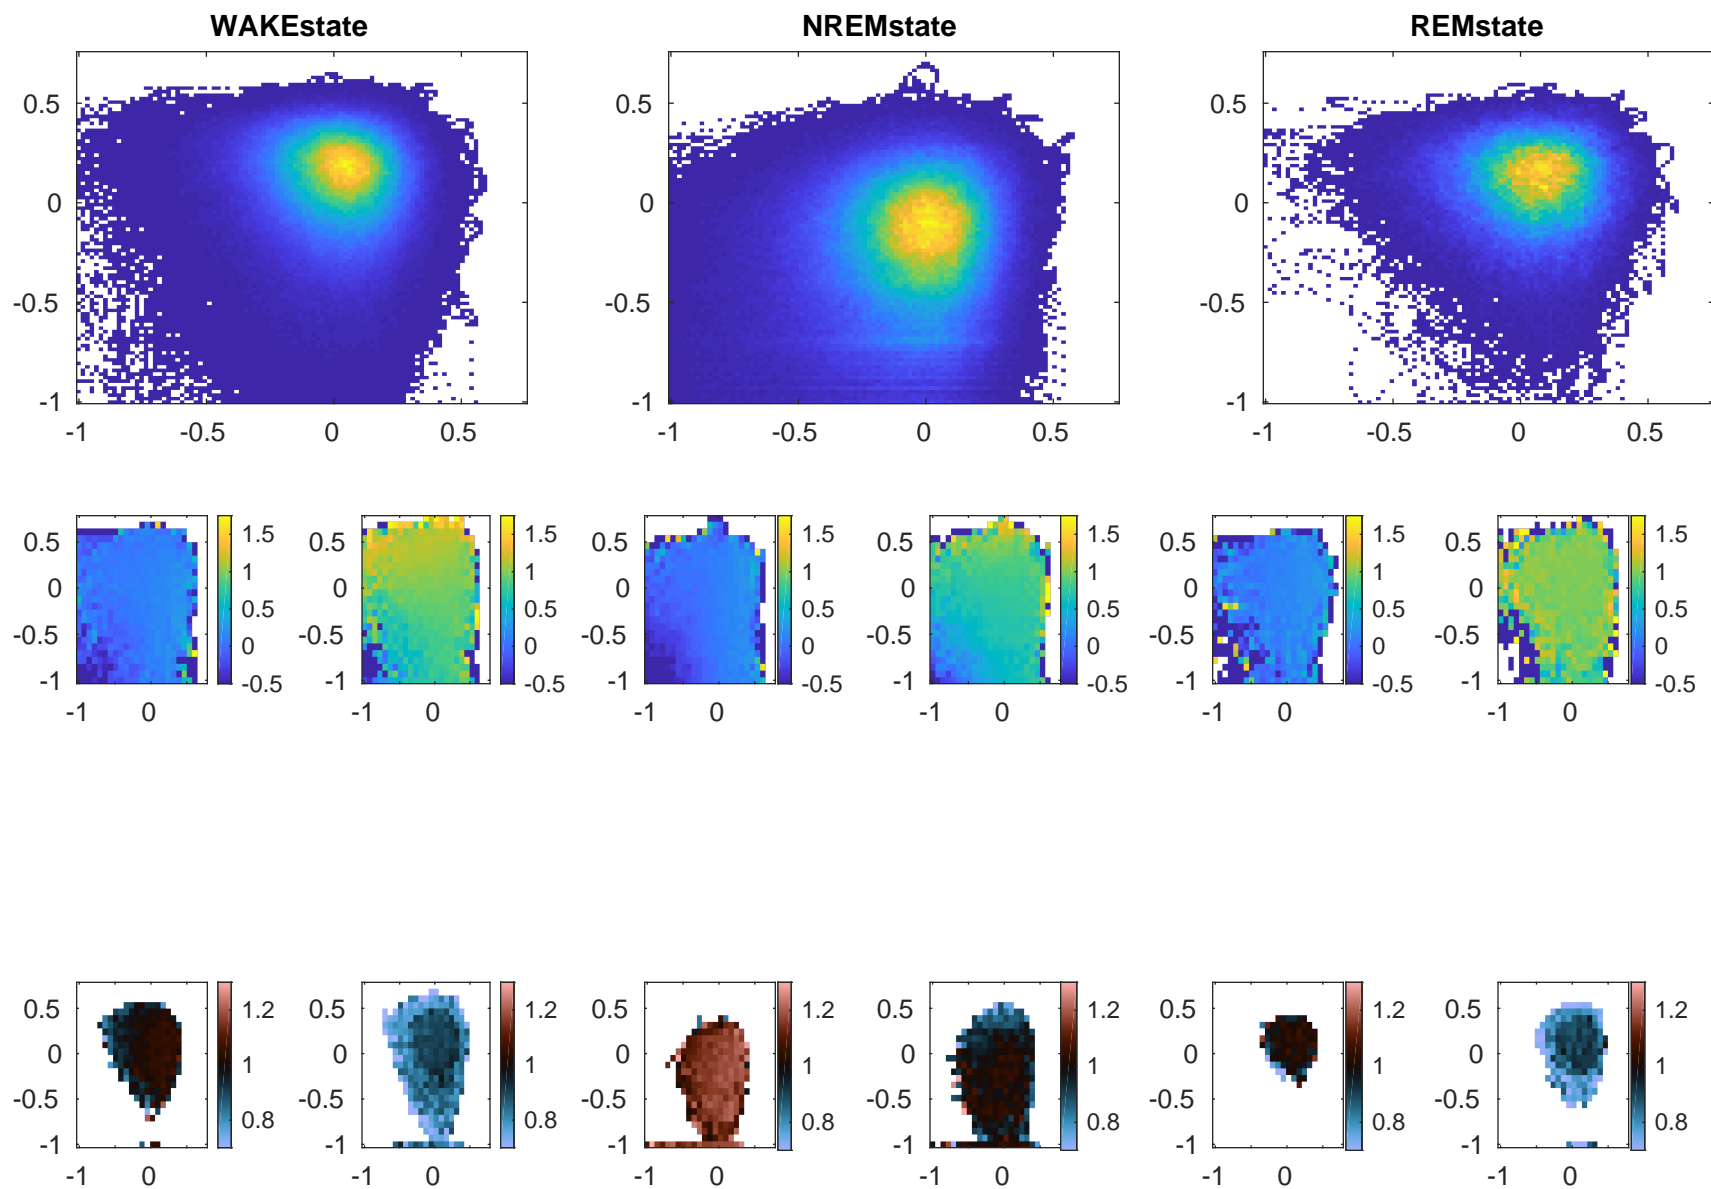 WAKEstate NREMstate REMstate
0.5 0.5 0.5
0 0 0
-0.5 -0.5 -0.5
-1 -1 -1
-1 -0.5 0 0.5 -1 -0.5 0 0.5 -1 -0.5 0 0.5
0.5 1.5 0.5 1.5 0.5 1.5 0.5 1.5 0.5 1.5 0.5 1.5
0 1 0 1 0 1 0 1 0 1 0 1
0.5 0.5 0.5 0.5 0.5 0.5
-0.5 0 -0.5 0 -0.5 0 -0.5 0 -0.5 0 -0.5 0
-1 -0.5 -1 -0.5 -1 -0.5 -1 -0.5 -1 -0.5 -1 -0.5
-1 0 -1 0 -1 0 -1 0 -1 0 -1 0
0.5 1.2 0.5 1.2 0.5 1.2 0.5 1.2 0.5 1.2 0.5 1.2
0 1 0 1 0 1 0 1 0 1 0 1
-0.5 0.8 -0.5 0.8 -0.5 0.8 -0.5 0.8 -0.5 0.8 -0.5 0.8
-1 -1 -1 -1 -1 -1
-1 0 -1 0 -1 0 -1 0 -1 0 -1 0